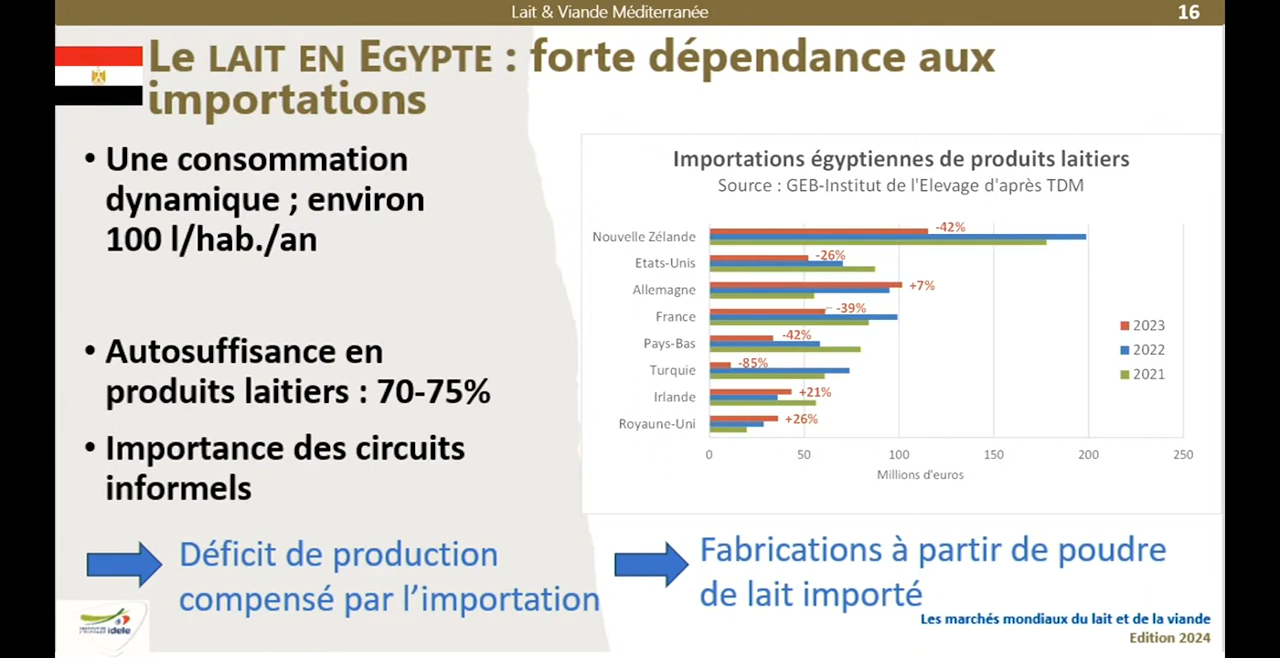 Lait & Viande Méditerranée
16
Le LAIT EN EGYPTE : forte dépendance aux
importations
• Une consommation
dynamique ; environ
100 l/hab./an
• Autosuffisance en
produits laitiers : 70-75%
• Importance des circuits
informels
Déficit de production
compensé par l’importation
Importations égyptiennes de produits laitiers
Source : GEB-Institut de l'Elevage d'après TDM
Nouvelle Zélande
-42%
Etats-Unis
-26%
Allemagne
+7%
France
-39%
Pays-Bas
-42%
Turquie
-85%
Irlande
+21%
Royaune-Uni
+26%
2023
2022
2021
0 50 100 150 200 250
Millions d'euros
Fabrications à partir de poudre
de lait importé
idele
Les marchés mondiaux du lait et de la viande
Edition 2024